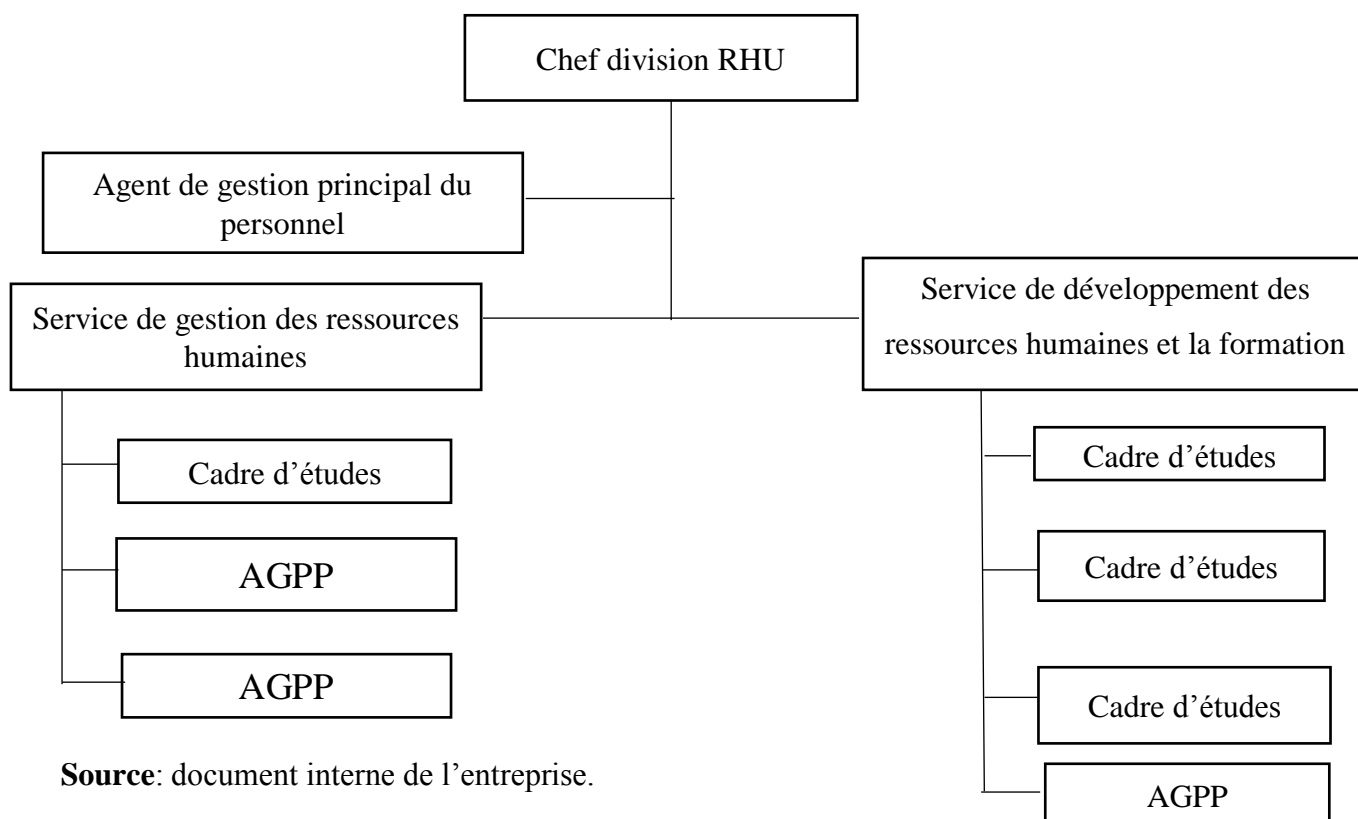 Chef division RHU
Agent de gestion principal du
personnel
Service de gestion des ressources
humaines
Service de développement des
ressources humaines et la formation
Cadre d’études
AGPP
AGPP
Cadre d’études
Cadre d’études
Cadre d’études
AGPP
Source: document interne de l’entreprise.